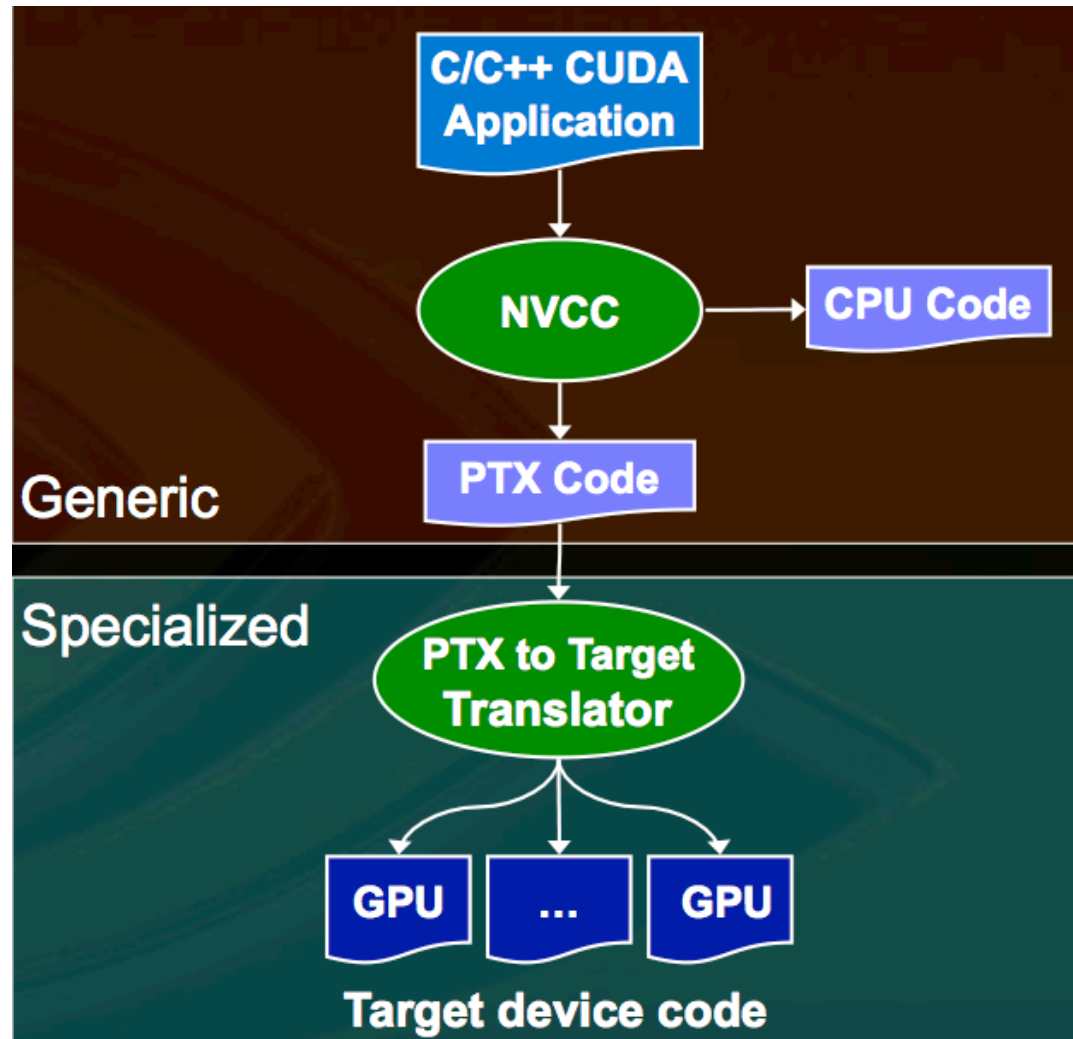 C/C++ CUDA
Application
NVCC
CPU Code
PTX Code
Generic
Specialized
PTX to Target
Translator
GPU
...
GPU
Target device code